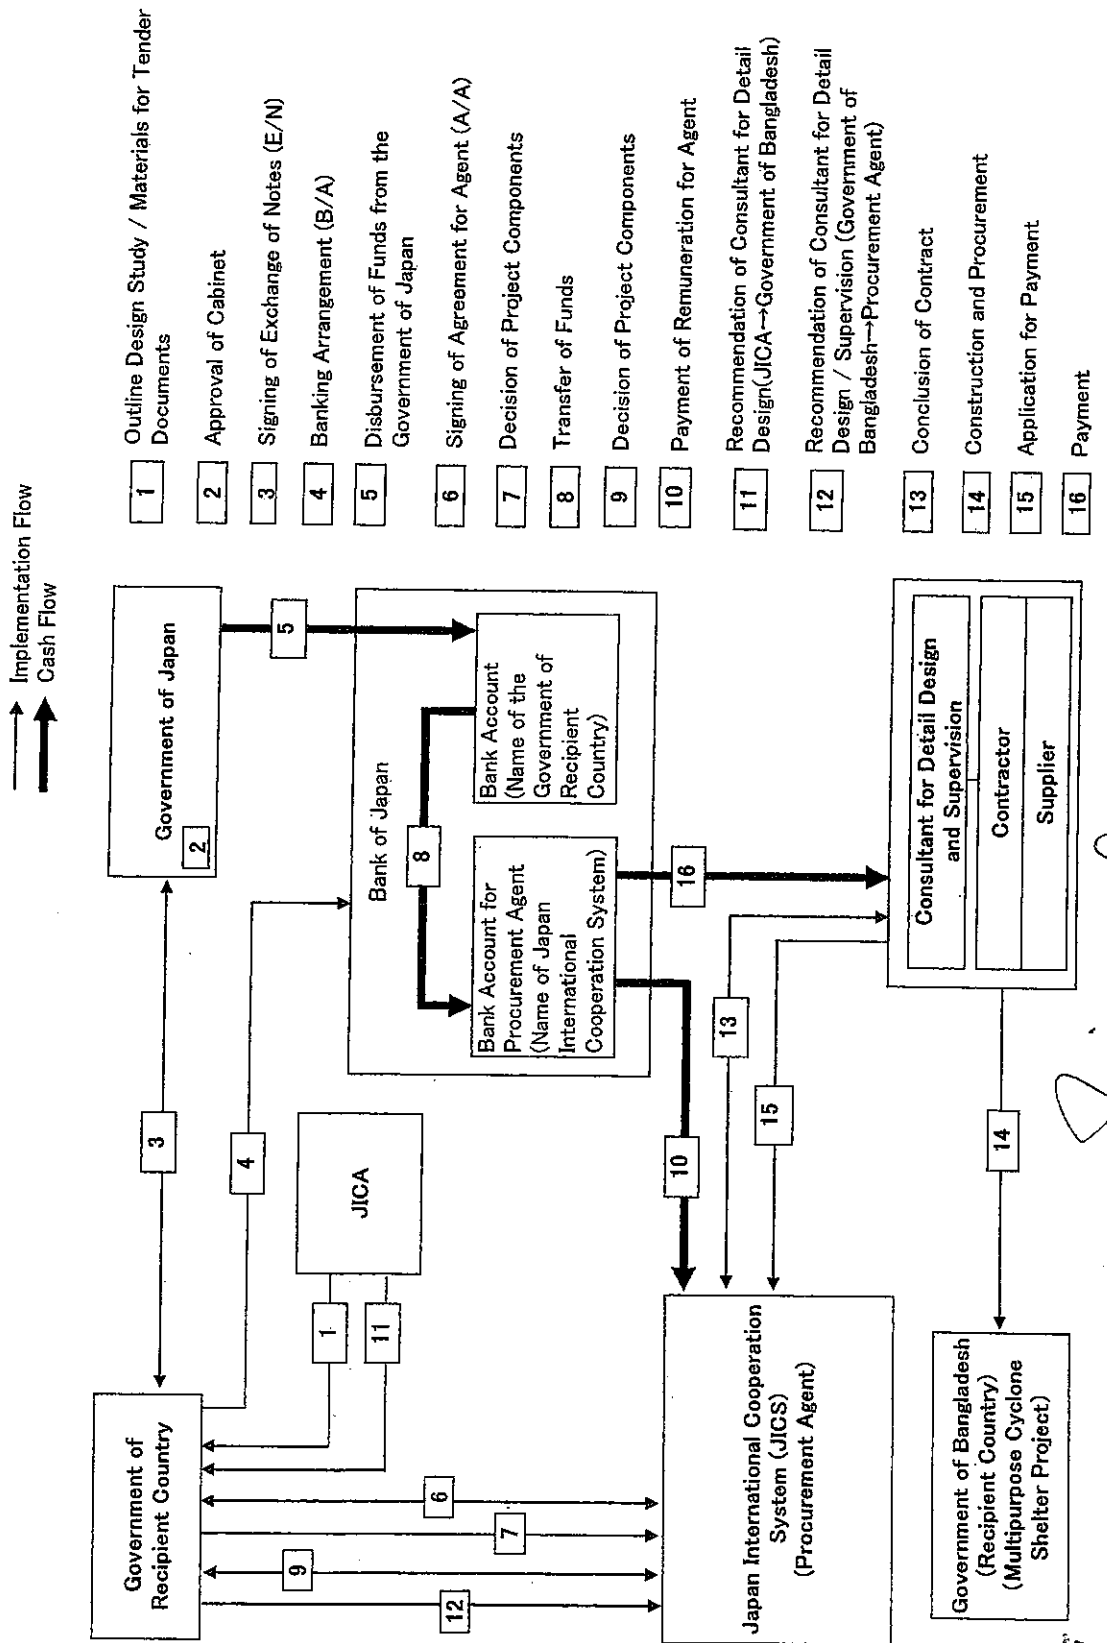 Implementation Flow
Cash Flow
Government of
Recipient Country
3
Government of Japan
2
4
JICA
1
11
5
Bank of Japan
8
Bank Account for
Procurement Agent
(Name of Japan
International
Cooperation System)
Bank Account
(Name of the
Government of
Recipient
Country)
9
12
7
6
10
16
13
15
Japan International Cooperation
System (JICS)
(Procurement Agent)
Consultant for Detail Design
and Supervision
Contractor
Supplier
14
Government of Bangladesh
(Recipient Country)
(Multipurpose Cyclone
Shelter Project)
1 Outline Design Study / Materials for Tender
Documents
2 Approval of Cabinet
3 Signing of Exchange of Notes (E/N)
4 Banking Arrangement (B/A)
5 Disbursement of Funds from the
Government of Japan
6 Signing of Agreement for Agent (A/A)
7 Decision of Project Components
8 Transfer of Funds
9 Decision of Project Components
10 Payment of Remuneration for Agent
11 Recommendation of Consultant for Detail
Design(JICA→Government of Bangladesh)
12 Recommendation of Consultant for Detail
Design / Supervision (Government of
Bangladesh→Procurement Agent)
13 Conclusion of Contract
14 Construction and Procurement
15 Application for Payment
16 Payment